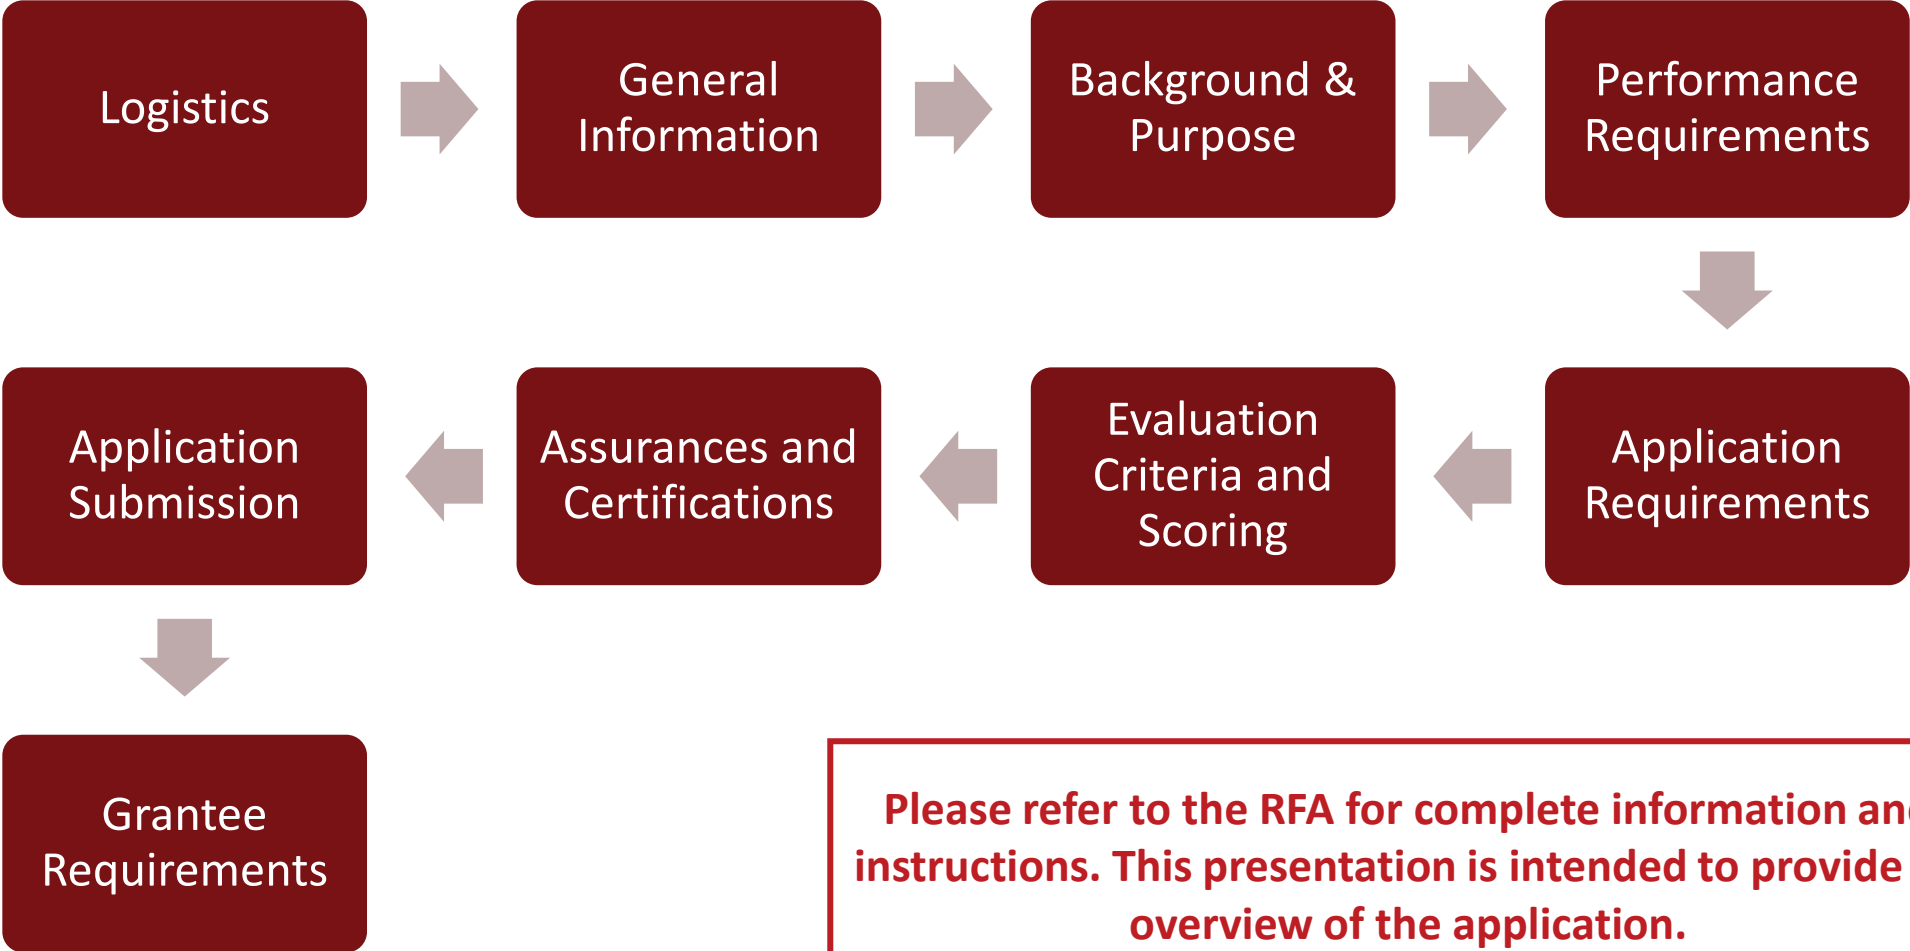 Logistics
General
Information
Background &
Purpose
Performance
Requirements
Application
Requirements
Evaluation
Criteria and
Scoring
Assurances and
Certifications
Application
Submission
Grantee
Requirements
Please refer to the RFA for complete information
instructions. This presentation is intended to provide
overview of the application.